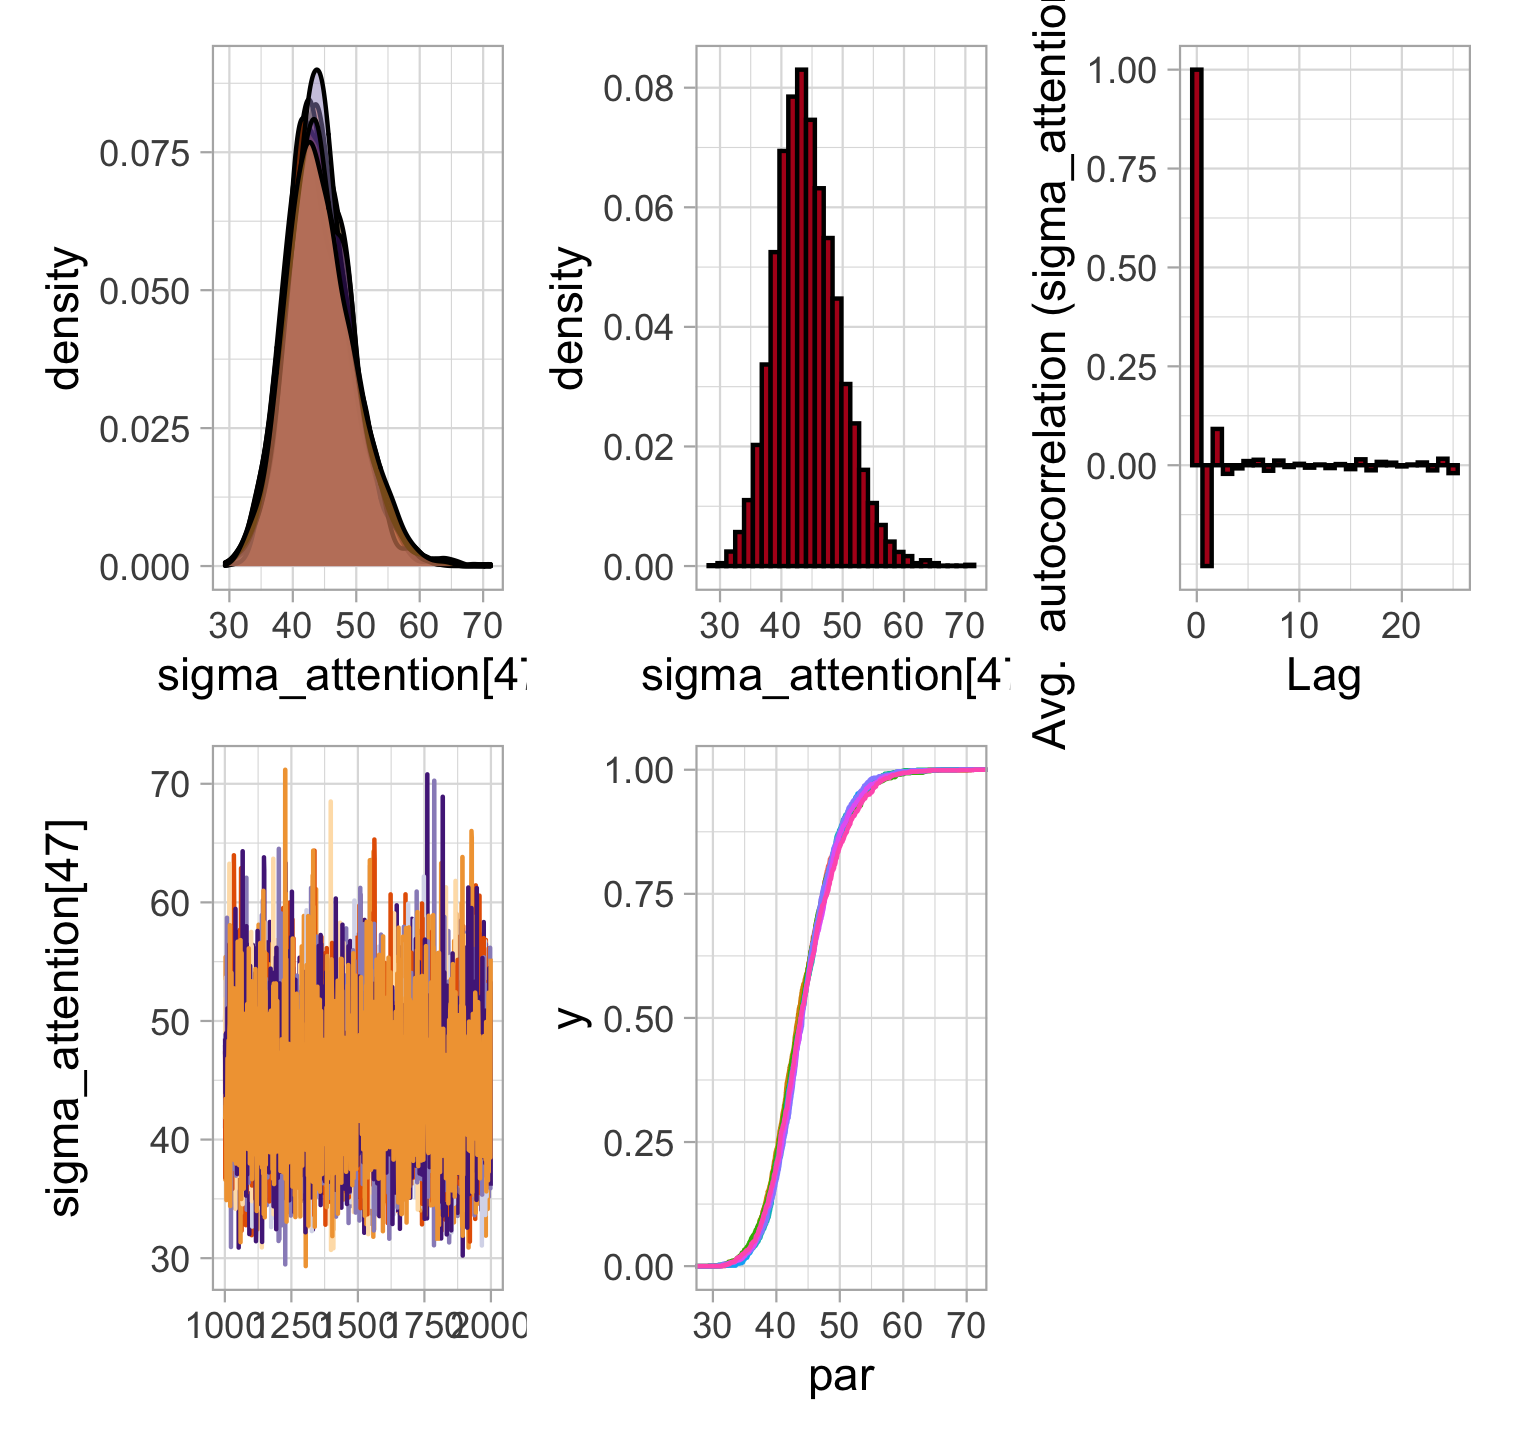 density
0.075
0.050
0.025
0.000
30 40 50 60 70
sigma_attention[47
density
0.08
0.06
0.04
0.02
0.00
30 40 50 60 70
sigma_attention[47
Avg. autocorrelation (sigma_attention
1.00
0.75
0.50
0.25
0.00
0 10 20
Lag
sigma_attention[47]
70
60
50
40
30
1000 1250 1500 1750 2000
y
1.00
0.75
0.50
0.25
0.00
30 40 50 60 70
par